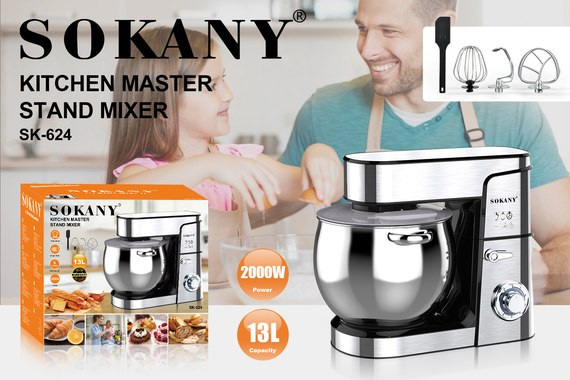 SOKANY®
KITCHEN MASTER
STAND MIXER
SK-624
SOKANY
SOKANY
KITCHEN MASTER
STAND MIXER
13L
SK-624
2000W
Power
13L
Capacity
SOKANY